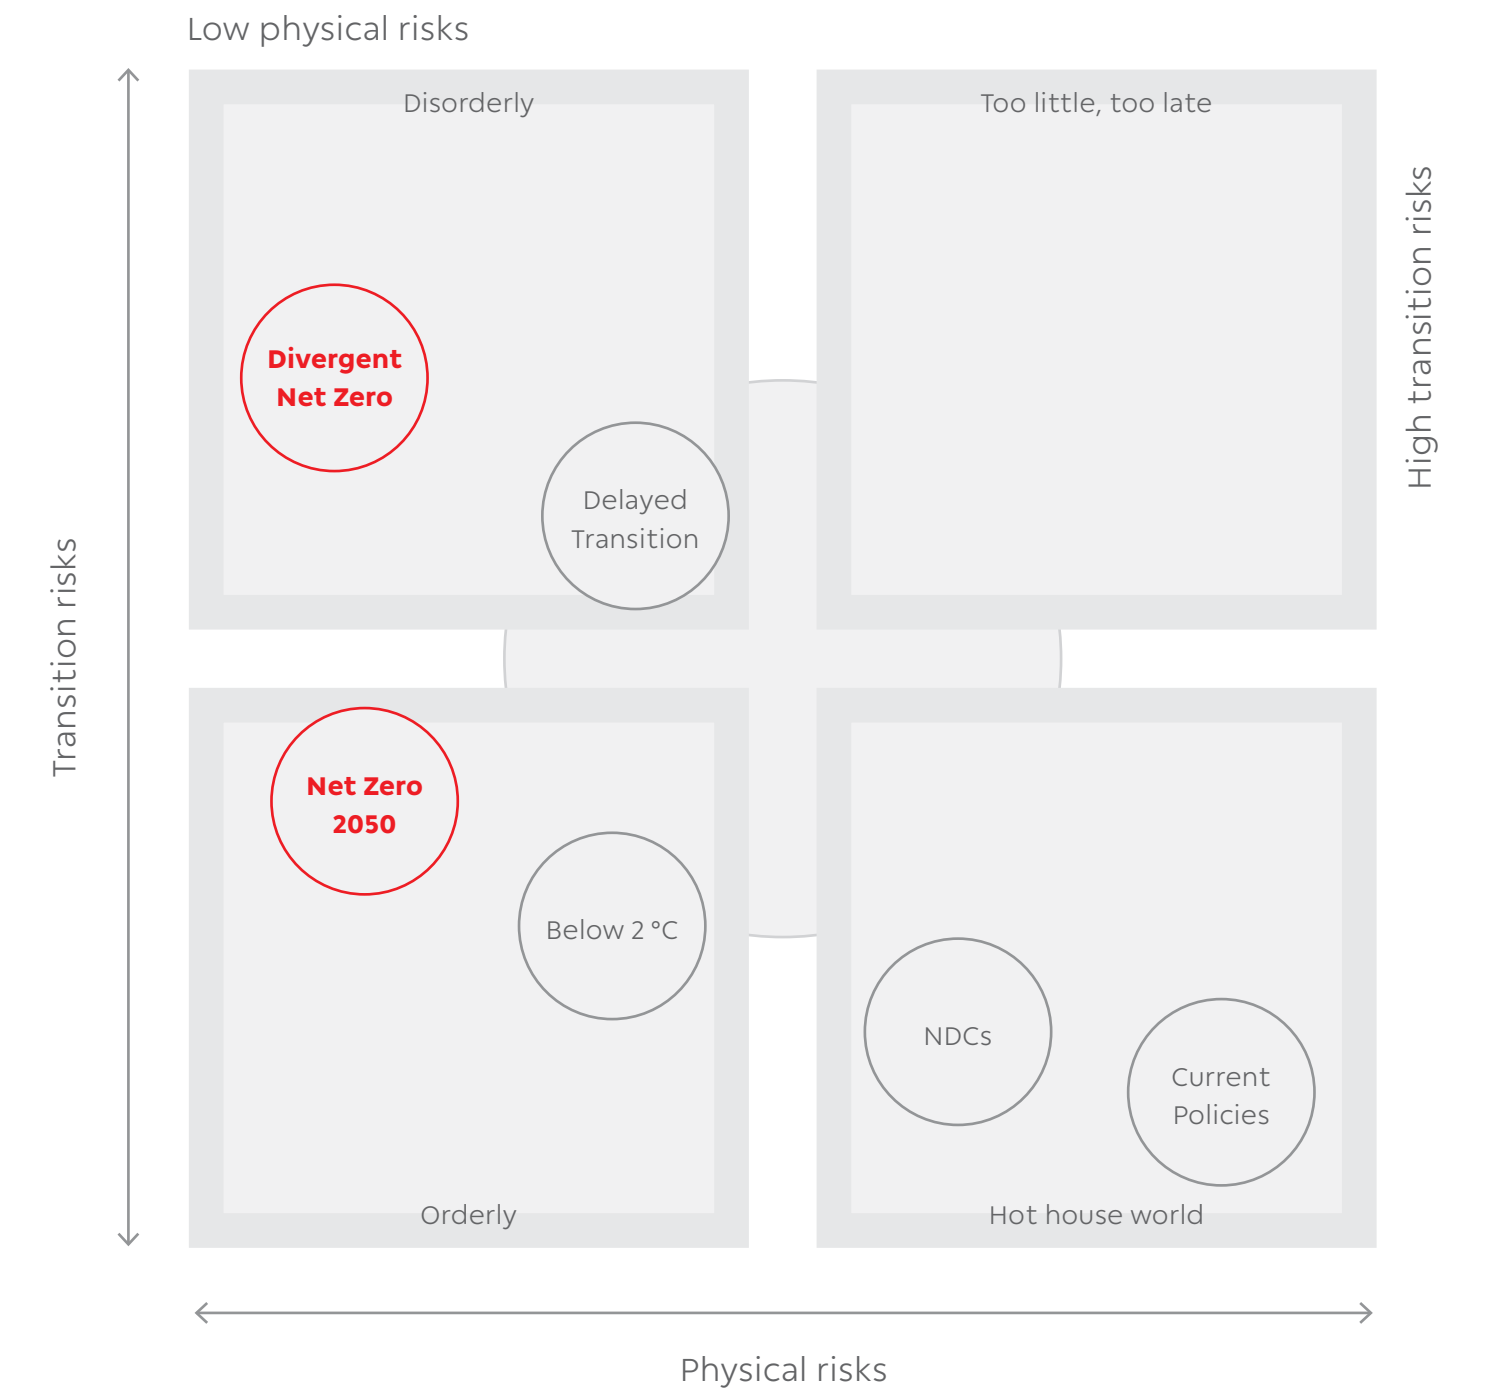 Low physical risks
Disorderly
Too little, too late
High transition risks
Divergent
Net Zero
Delayed
Transition
Transition risks
Net Zero
2050
Below 2 °C
NDCs
Current
Policies
Orderly
Hot house world
Physical risks